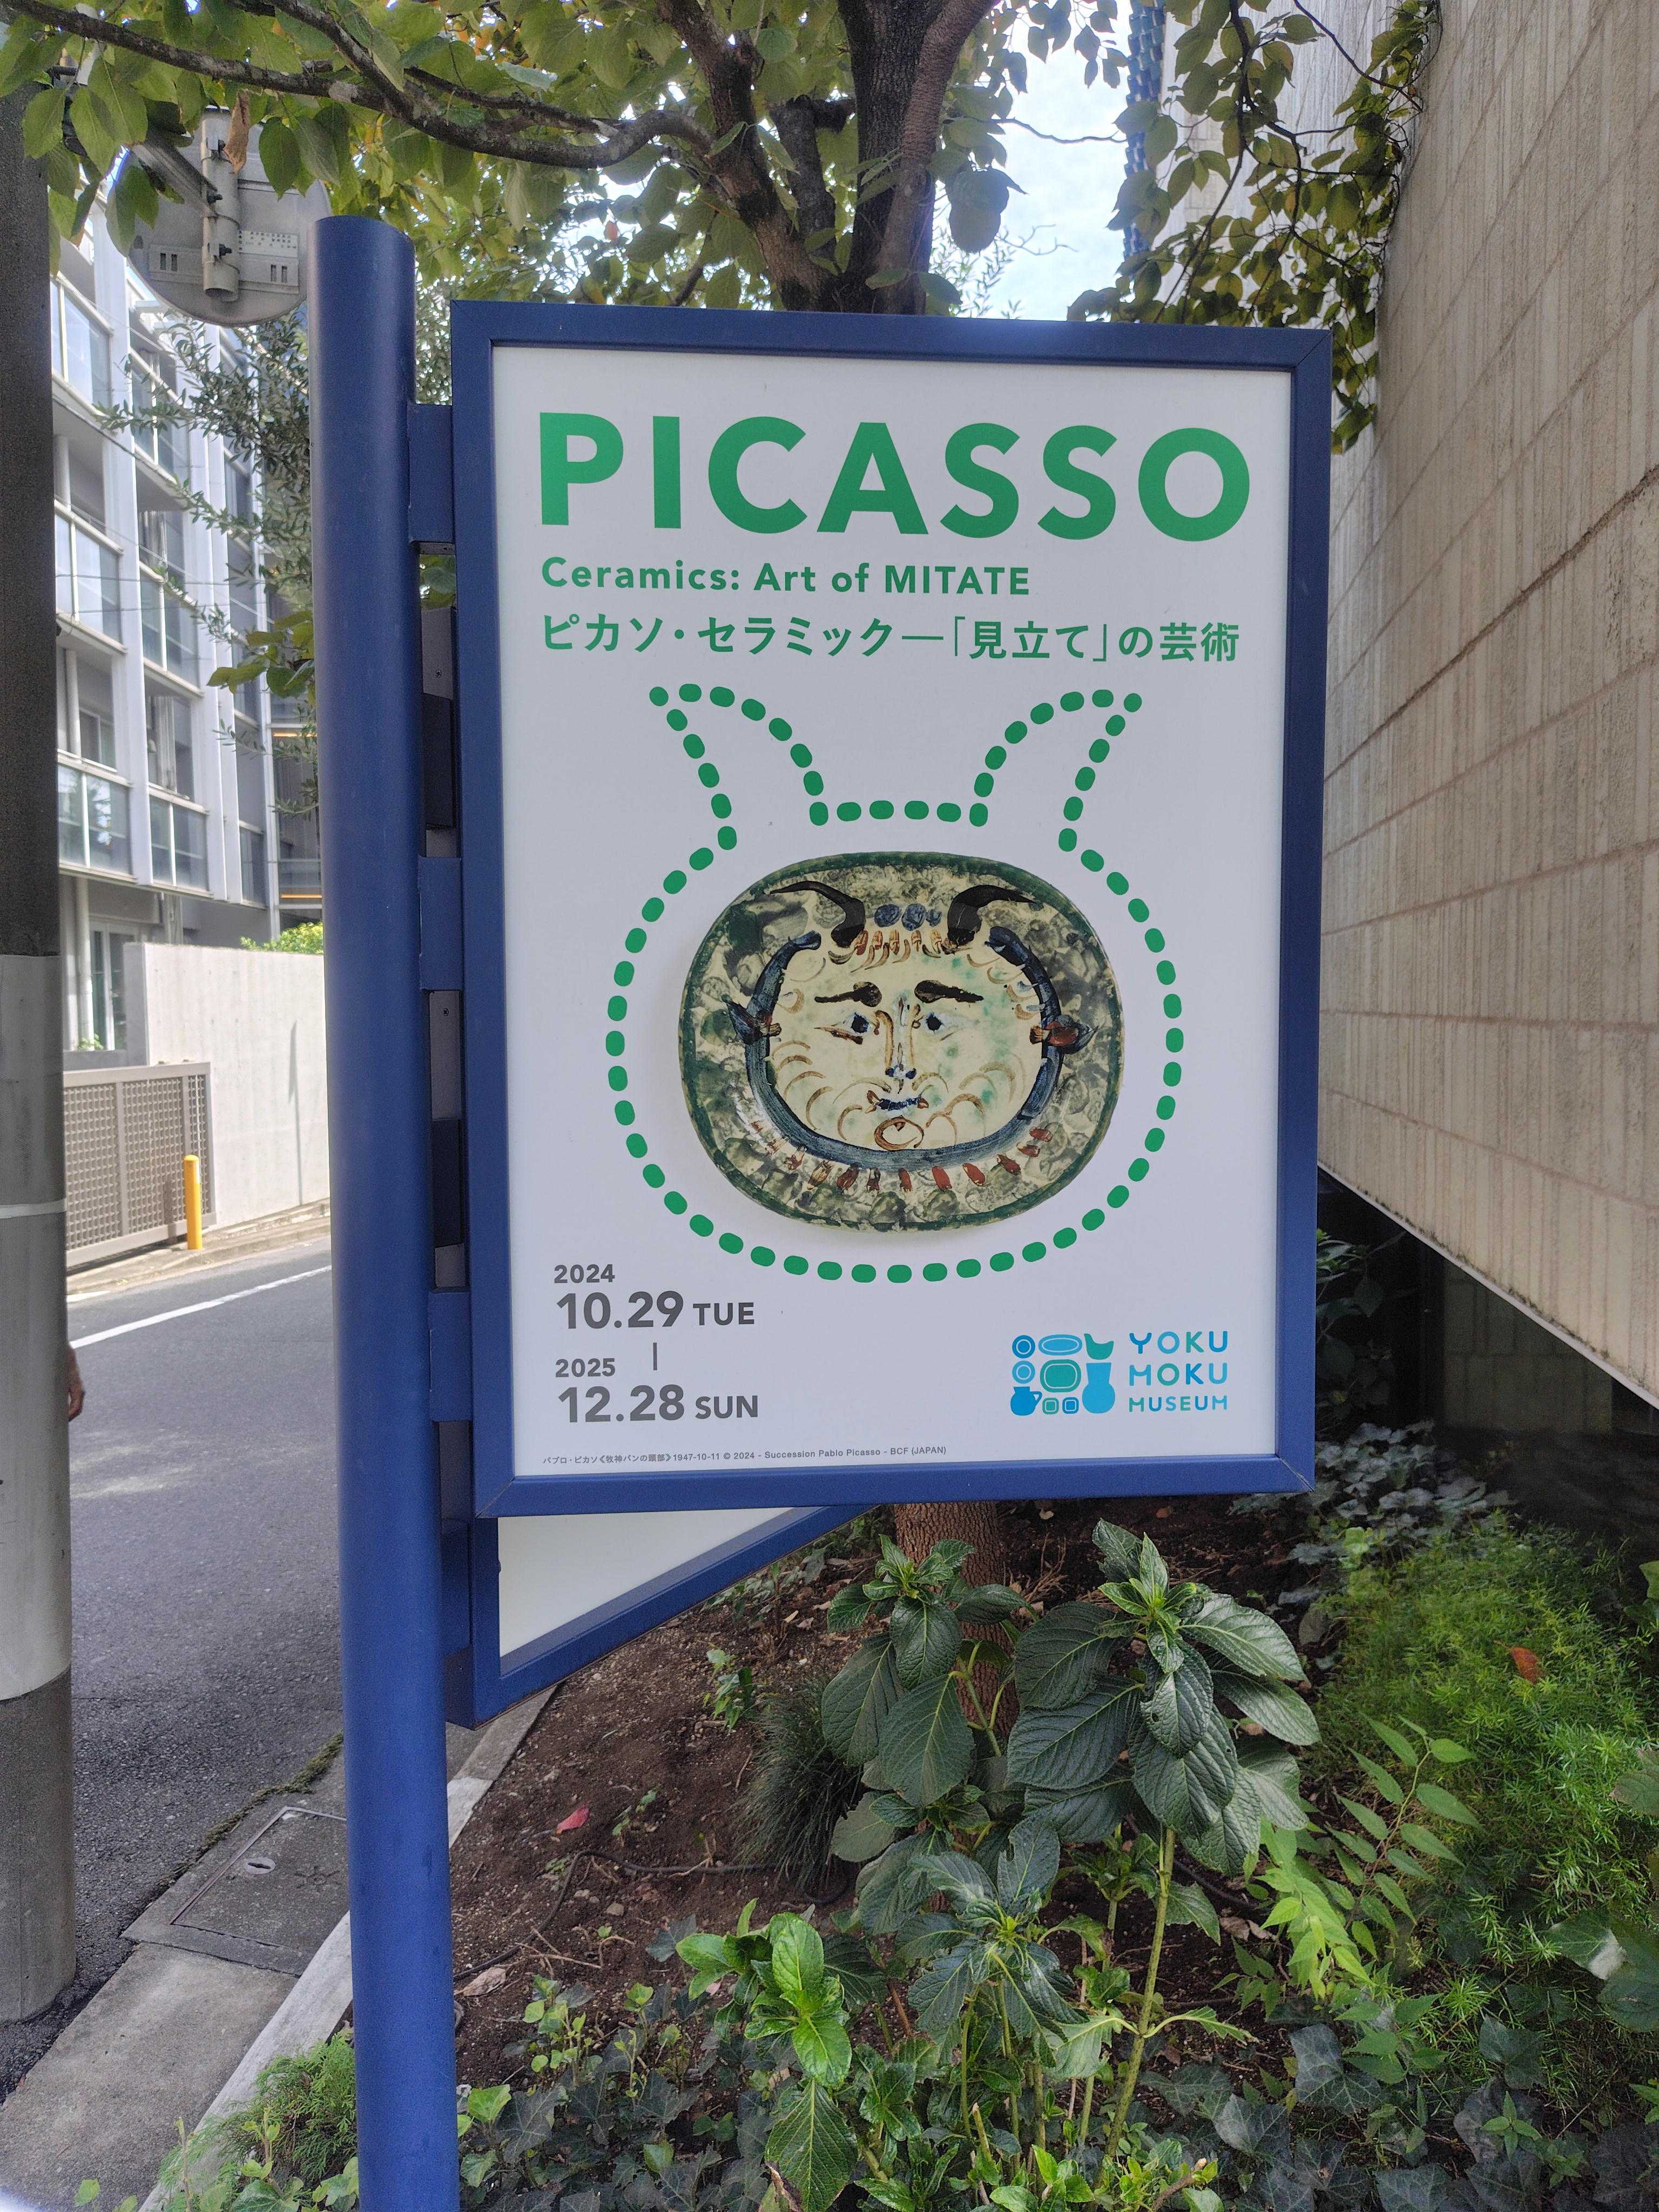 PICASSO
Ceramics: Art of MITATE
ピカソ・セラミック—「見立て」の芸術
2024
10.29 TUE
|
2025
12.28 SUN
YOKU
MOKU
MUSEUM
パブロ・ピカソ《牧神パンの頭部》1947-10-11 © 2024 - Succession Pablo Picasso - BCF (JAPAN)